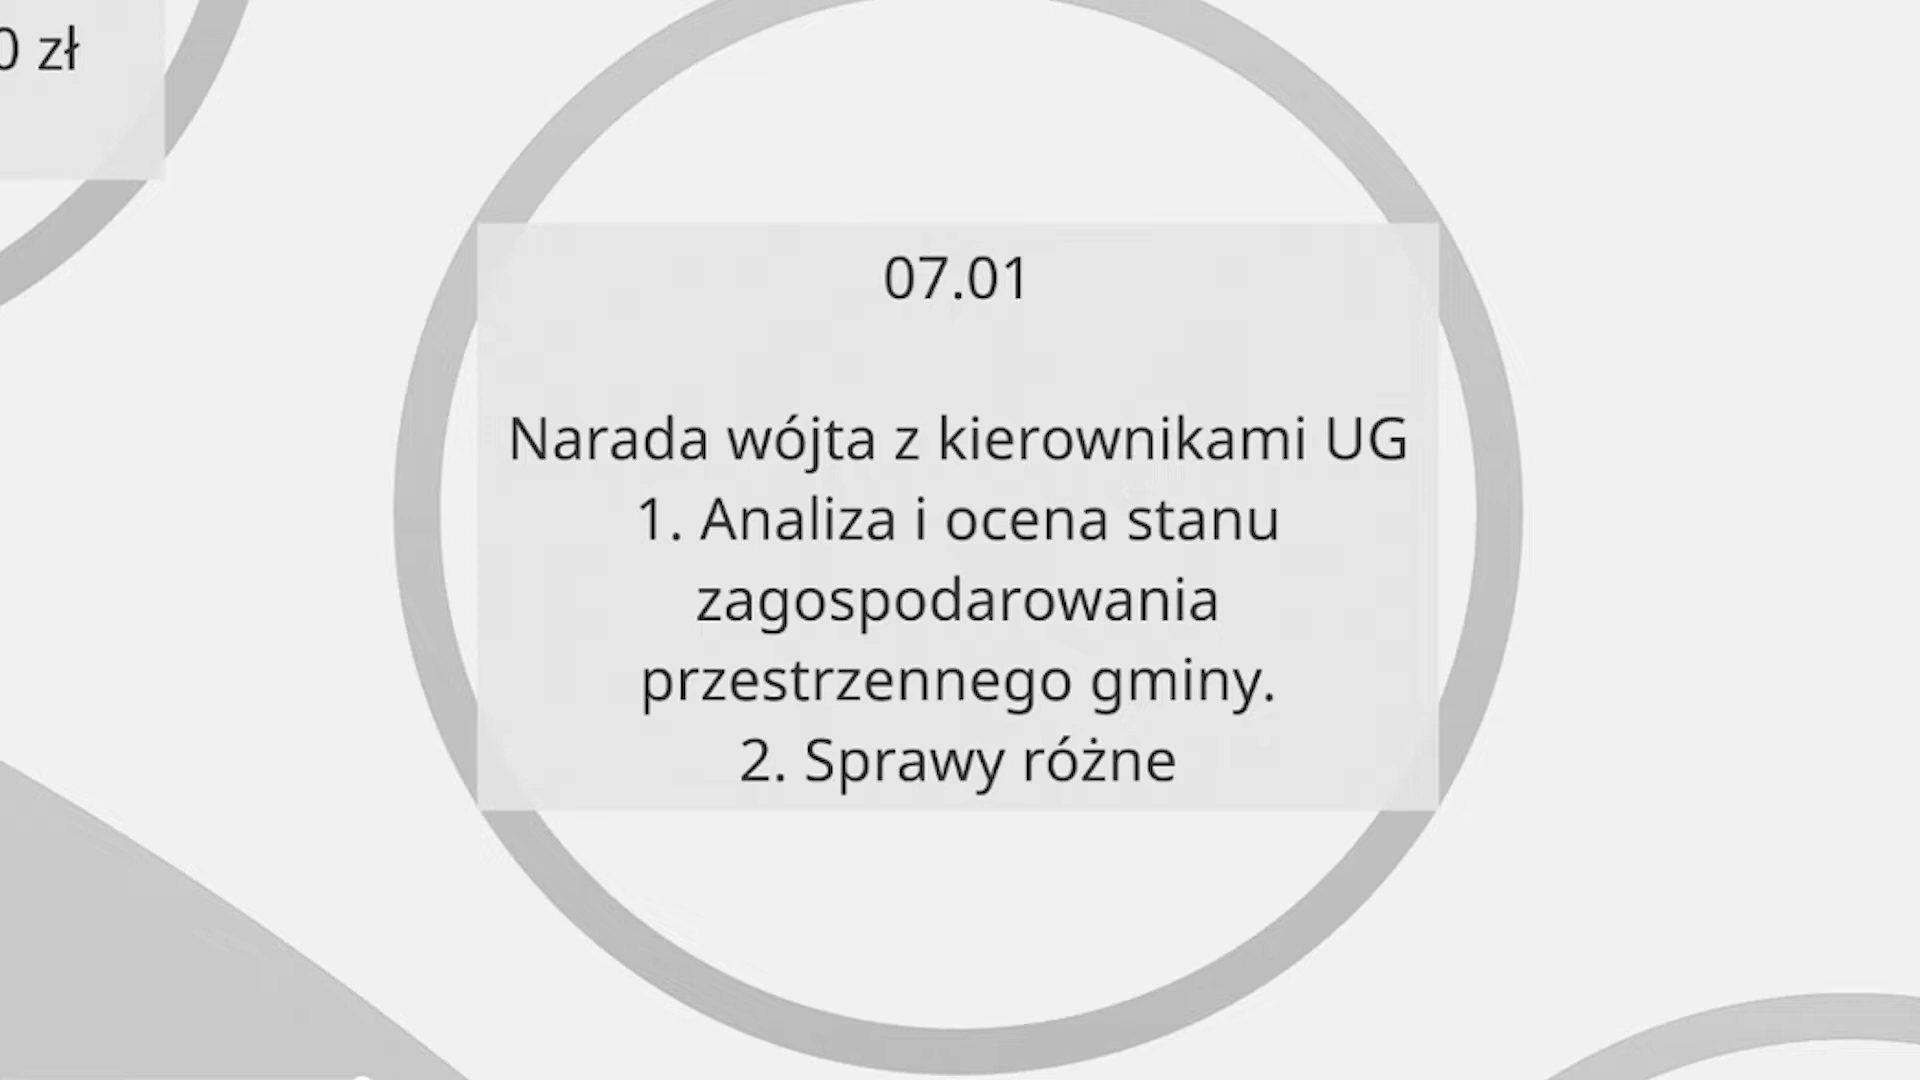 0 zł
07.01
Narada wójta z kierownikami UG
1. Analiza i ocena stanu
zagospodarowania
przestrzennego gminy.
2. Sprawy różne